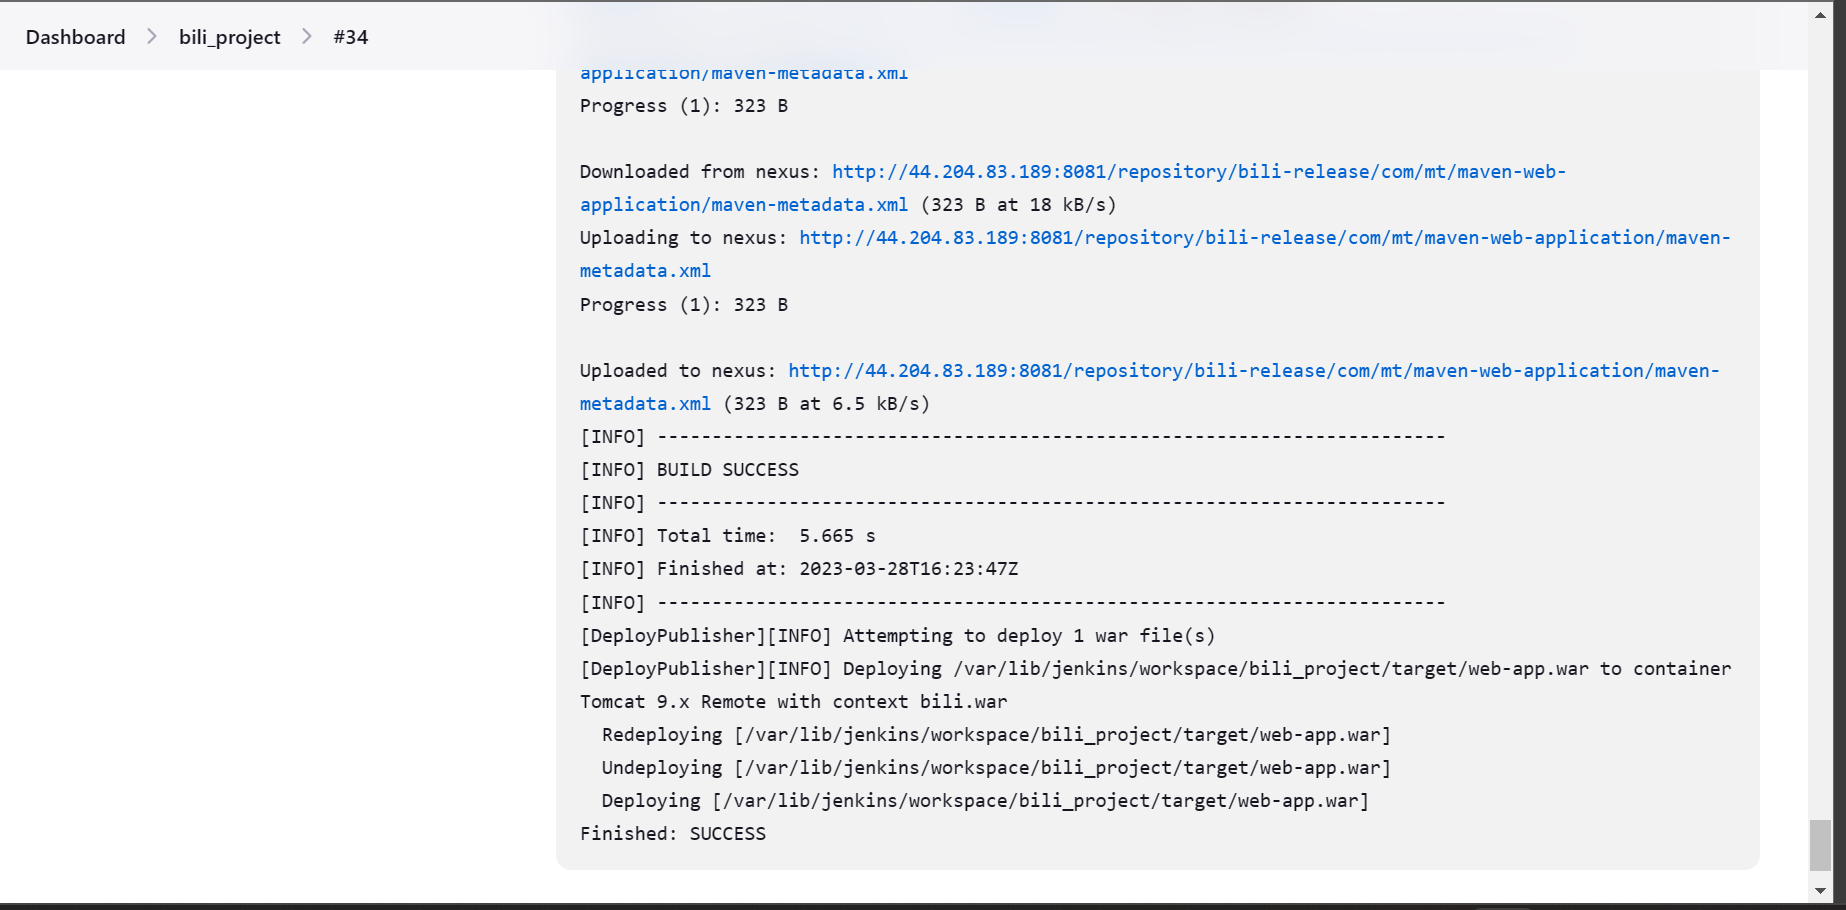 Dashboard > bili_project > #34
application/maven-metadata.xml
Progress (1): 323 B
Downloaded from nexus: http://44.204.83.189:8081/repository/bili-release/com/mt/maven-web-
application/maven-metadata.xml (323 B at 18 kB/s)
Uploading to nexus: http://44.204.83.189:8081/repository/bili-release/com/mt/maven-web-application/maven-
metadata.xml
Progress (1): 323 B
Uploaded to nexus: http://44.204.83.189:8081/repository/bili-release/com/mt/maven-web-application/maven-
metadata.xml (323 B at 6.5 kB/s)
[INFO] ------------------------------------------------------------------------
[INFO] BUILD SUCCESS
[INFO] ------------------------------------------------------------------------
[INFO] Total time:  5.665 s
[INFO] Finished at: 2023-03-28T16:23:47Z
[INFO] ------------------------------------------------------------------------
[DeployPublisher][INFO] Attempting to deploy 1 war file(s)
[DeployPublisher][INFO] Deploying /var/lib/jenkins/workspace/bili_project/target/web-app.war to container
Tomcat 9.x Remote with context bili.war
  Redeploying [/var/lib/jenkins/workspace/bili_project/target/web-app.war]
  Undeploying [/var/lib/jenkins/workspace/bili_project/target/web-app.war]
  Deploying [/var/lib/jenkins/workspace/bili_project/target/web-app.war]
Finished: SUCCESS